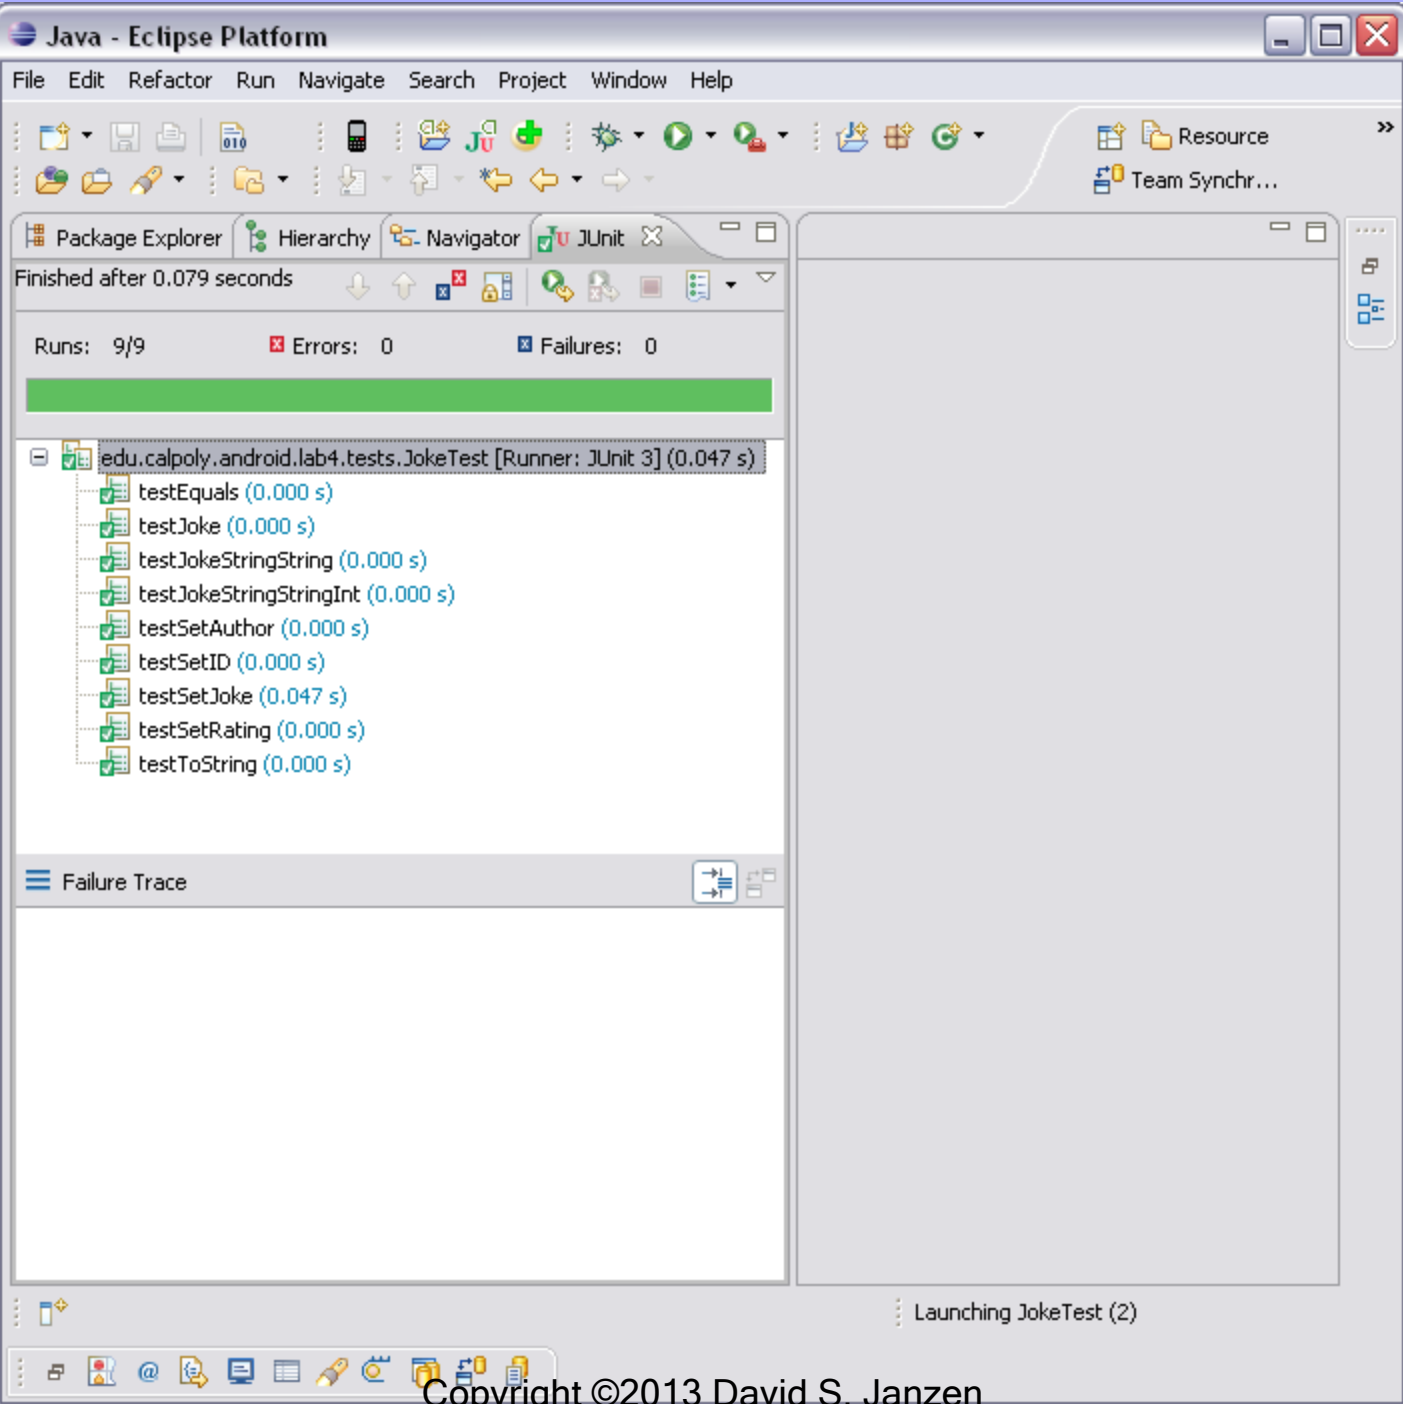 Java - Eclipse Platform
File Edit Refactor Run Navigate Search Project Window Help
010
JU
Resource
»
Team Synchr...
Package Explorer Hierarchy Navigator JU JUnit
Finished after 0.079 seconds
Runs: 9/9 Errors: 0 Failures: 0
edu.calpoly.android.lab4.tests.JokeTest [Runner: JUnit 3] (0.047 s)
testEquals (0.000 s)
testJoke (0.000 s)
testJokeStringString (0.000 s)
testJokeStringStringInt (0.000 s)
testSetAuthor (0.000 s)
testSetID (0.000 s)
testSetJoke (0.047 s)
testSetRating (0.000 s)
testToString (0.000 s)
Failure Trace
Launching JokeTest (2)
@
Copyright ©2013 David S. Janzen